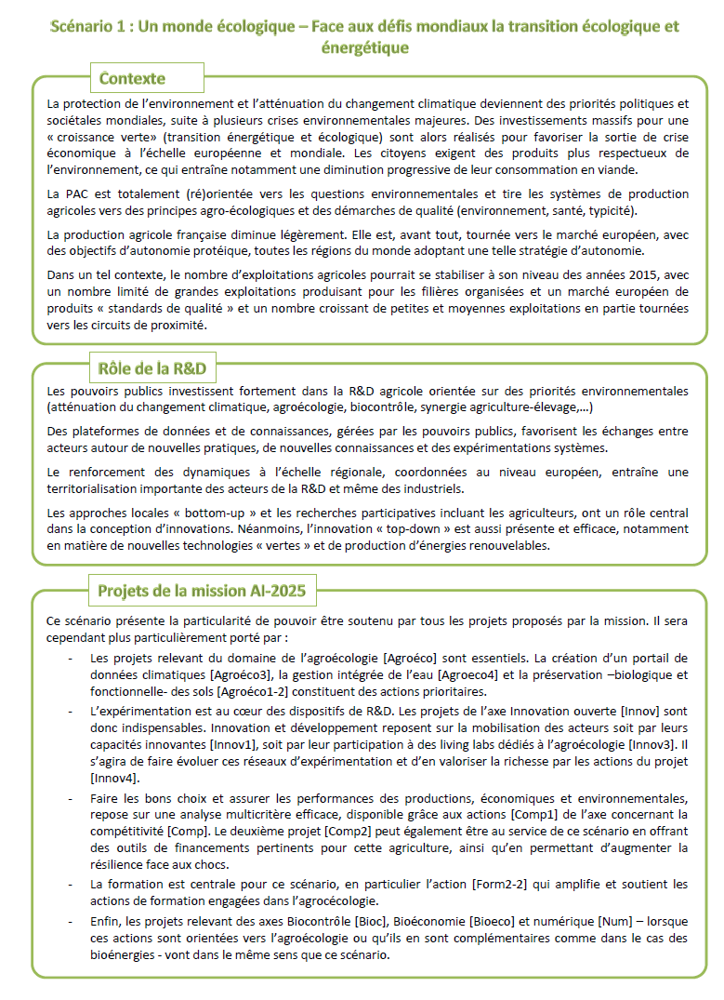 Scénario 1 : Un monde écologique – Face aux défis mondiaux la transition écologique et
énergétique
Contexte
La protection de l’environnement et l’atténuation du changement climatique deviennent des priorités politiques et
sociétales mondiales, suite à plusieurs crises environnementales majeures. Des investissements massifs pour une
« croissance verte» (transition énergétique et écologique) sont alors réalisés pour favoriser la sortie de crise
économique à l’échelle européenne et mondiale. Les citoyens exigent des produits plus respectueux de
l’environnement, ce qui entraîne notamment une diminution progressive de leur consommation en viande.
La PAC est totalement (ré)orientée vers les questions environnementales et tire les systèmes de production
agricoles vers des principes agro-écologiques et des démarches de qualité (environnement, santé, typicité).
La production agricole française diminue légèrement. Elle est, avant tout, tournée vers le marché européen, avec
des objectifs d’autonomie protéique, toutes les régions du monde adoptant une telle stratégie d’autonomie.
Dans un tel contexte, le nombre d’exploitations agricoles pourrait se stabiliser à son niveau des années 2015, avec
un nombre limité de grandes exploitations produisant pour les filières organisées et un marché européen de
produits « standards de qualité » et un nombre croissant de petites et moyennes exploitations en partie tournées
vers les circuits de proximité.
Rôle de la R&D
Les pouvoirs publics investissent fortement dans la R&D agricole orientée sur des priorités environnementales
(atténuation du changement climatique, agroécologie, biocontrôle, synergie agriculture-élevage,…)
Des plateformes de données et de connaissances, gérées par les pouvoirs publics, favorisent les échanges entre
acteurs autour de nouvelles pratiques, de nouvelles connaissances et des expérimentations systèmes.
Le renforcement des dynamiques à l’échelle régionale, coordonnées au niveau européen, entraîne une
territorialisation importante des acteurs de la R&D et même des industriels.
Les approches locales « bottom-up » et les recherches participatives incluant les agriculteurs, ont un rôle central
dans la conception d’innovations. Néanmoins, l’innovation « top-down » est aussi présente et efficace, notamment
en matière de nouvelles technologies « vertes » et de production d’énergies renouvelables.
Projets de la mission AI-2025
Ce scénario présente la particularité de pouvoir être soutenu par tous les projets proposés par la mission. Il sera
cependant plus particulièrement porté par :
- Les projets relevant du domaine de l’agroécologie [Agroéco] sont essentiels. La création d’un portail de
données climatiques [Agroéco3], la gestion intégrée de l’eau [Agroeco4] et la préservation –biologique et
fonctionnelle- des sols [Agroéco1-2] constituent des actions prioritaires.
- L’expérimentation est au cœur des dispositifs de R&D. Les projets de l’axe Innovation ouverte [Innov] sont
donc indispensables. Innovation et développement reposent sur la mobilisation des acteurs soit par leurs
capacités innovantes [Innov1], soit par leur participation à des living labs dédiés à l’agroécologie [Innov3]. Il
s’agira de faire évoluer ces réseaux d’expérimentation et d’en valoriser la richesse par les actions du projet
[Innov4].
- Faire les bons choix et assurer les performances des productions, économiques et environnementales,
repose sur une analyse multicritère efficace, disponible grâce aux actions [Comp1] de l’axe concernant la
compétitivité [Comp]. Le deuxième projet [Comp2] peut également être au service de ce scénario en offrant
des outils de financements pertinents pour cette agriculture, ainsi qu’en permettant d’augmenter la
résilience face aux chocs.
- La formation est centrale pour ce scénario, en particulier l’action [Form2-2] qui amplifie et soutient les
actions de formation engagées dans l’agrocécologie.
- Enfin, les projets relevant des axes Biocontrôle [Bioc], Bioéconomie [Bioeco] et numérique [Num] – lorsque
ces actions sont orientées vers l’agroécologie ou qu’ils en sont complémentaires comme dans le cas des
bioénergies - vont dans le même sens que ce scénario.